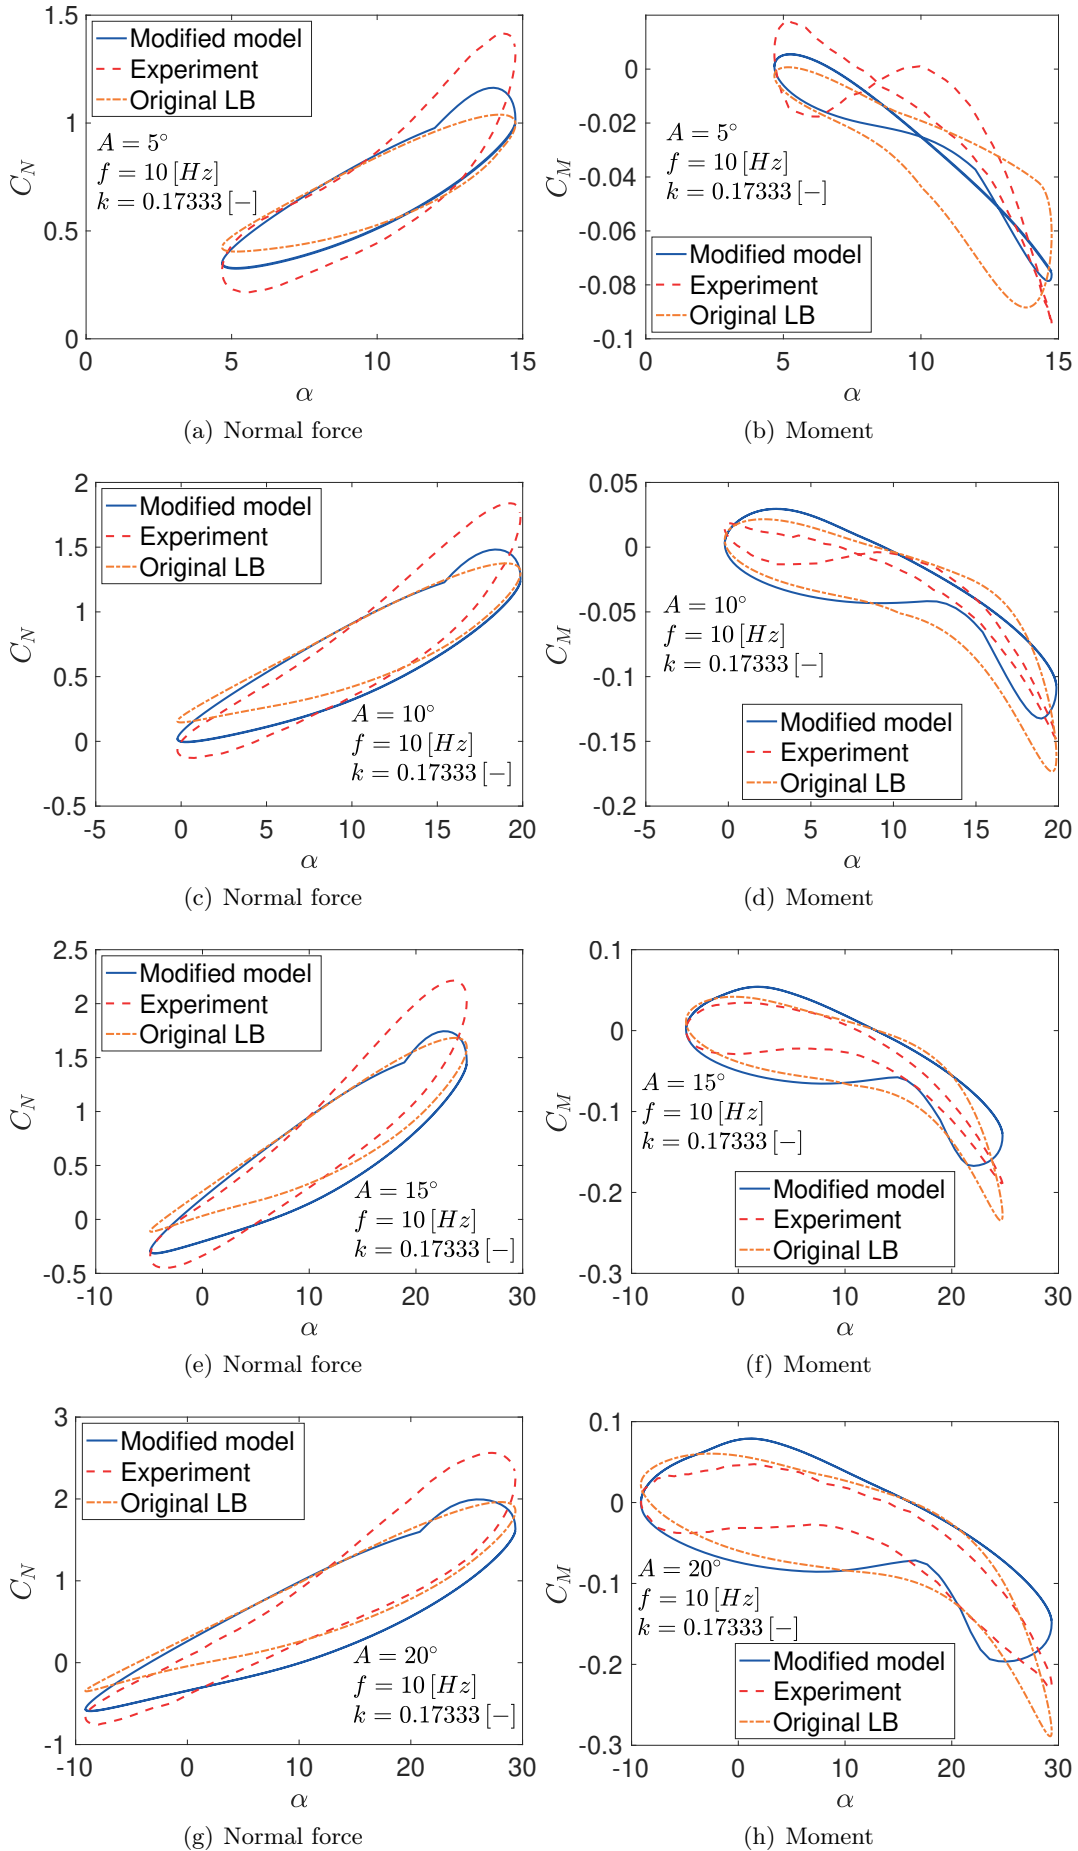 1.5
1
0.5
0
0
5
10
15
C_N
α
Modified model
Experiment
Original LB
A = 5°
f = 10 [Hz]
k = 0.17333 [−]
(a) Normal force
0
-0.02
-0.04
-0.06
-0.08
-0.1
0
5
10
15
C_M
α
A = 5°
f = 10 [Hz]
k = 0.17333 [−]
Modified model
Experiment
Original LB
(b) Moment
2
1.5
1
0.5
0
-0.5
-5
0
5
10
15
20
C_N
α
Modified model
Experiment
Original LB
A = 10°
f = 10 [Hz]
k = 0.17333 [−]
(c) Normal force
0.05
0
-0.05
-0.1
-0.15
-0.2
-5
0
5
10
15
20
C_M
α
A = 10°
f = 10 [Hz]
k = 0.17333 [−]
Modified model
Experiment
Original LB
(d) Moment
2.5
2
1.5
1
0.5
0
-0.5
-10
0
10
20
30
C_N
α
Modified model
Experiment
Original LB
A = 15°
f = 10 [Hz]
k = 0.17333 [−]
(e) Normal force
0.1
0
-0.1
-0.2
-0.3
-10
0
10
20
30
C_M
α
A = 15°
f = 10 [Hz]
k = 0.17333 [−]
Modified model
Experiment
Original LB
(f) Moment
3
2
1
0
-1
-10
0
10
20
30
C_N
α
Modified model
Experiment
Original LB
A = 20°
f = 10 [Hz]
k = 0.17333 [−]
(g) Normal force
0.1
0
-0.1
-0.2
-0.3
-10
0
10
20
30
C_M
α
A = 20°
f = 10 [Hz]
k = 0.17333 [−]
Modified model
Experiment
Original LB
(h) Moment